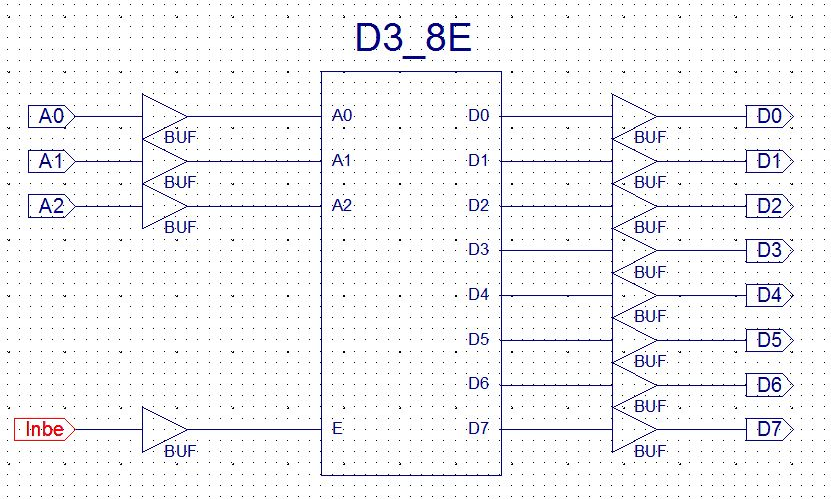 D3_8E
A0 A0 D0 D0
BUF BUF
A1 A1 D1 D1
BUF BUF
A2 A2 D2 D2
BUF BUF
D3 D3
BUF
D4 D4
BUF
D5 D5
BUF
D6 D6
BUF
Inbe E D7 D7
BUF BUF